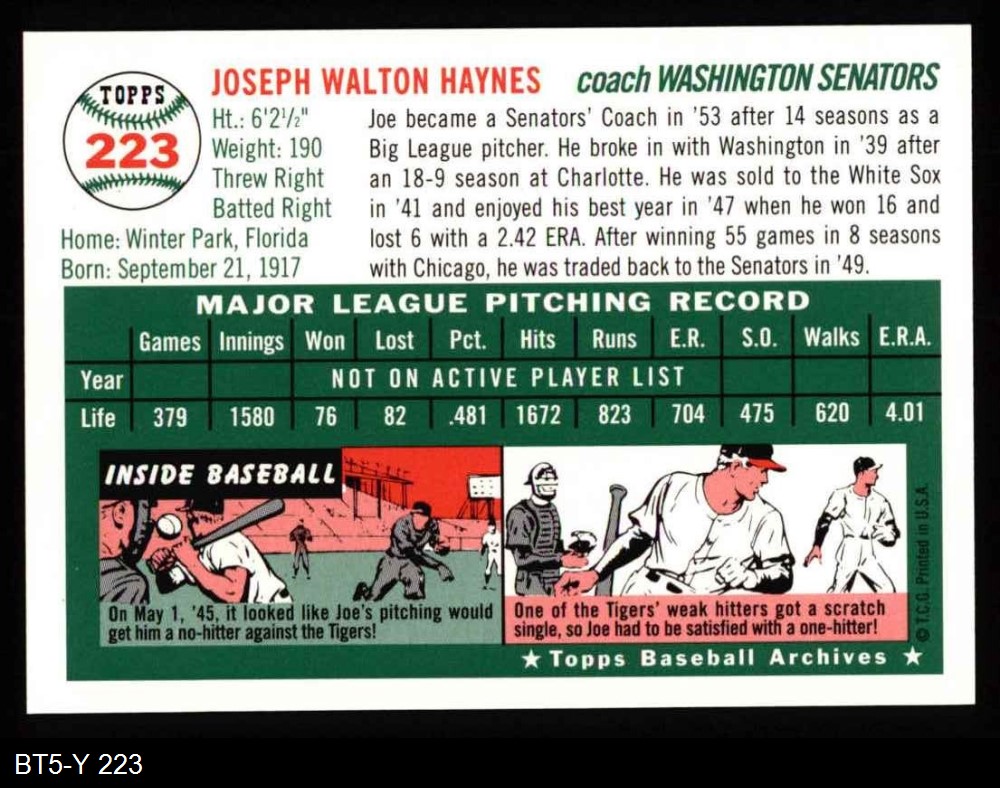 TOPPS
223
JOSEPH WALTON HAYNES
coach WASHINGTON SENATORS
Ht.: 6'2½"
Weight: 190
Threw Right
Batted Right
Home: Winter Park, Florida
Born: September 21, 1917
Joe became a Senators' Coach in '53 after 14 seasons as a
Big League pitcher. He broke in with Washington in '39 after
an 18-9 season at Charlotte. He was sold to the White Sox
in '41 and enjoyed his best year in '47 when he won 16 and
lost 6 with a 2.42 ERA. After winning 55 games in 8 seasons
with Chicago, he was traded back to the Senators in '49.
MAJOR LEAGUE PITCHING RECORD
Games Innings Won Lost Pct. Hits Runs E.R. S.O. Walks E.R.A.
Year NOT ON ACTIVE PLAYER LIST
Life 379 1580 76 82 .481 1672 823 704 475 620 4.01
INSIDE BASEBALL
On May 1, '45, it looked like Joe's pitching would
get him a no-hitter against the Tigers!
One of the Tigers' weak hitters got a scratch
single, so Joe had to be satisfied with a one-hitter!
© T.C.G. Printed in U.S.A.
★ Topps Baseball Archives ★
BT5-Y 223